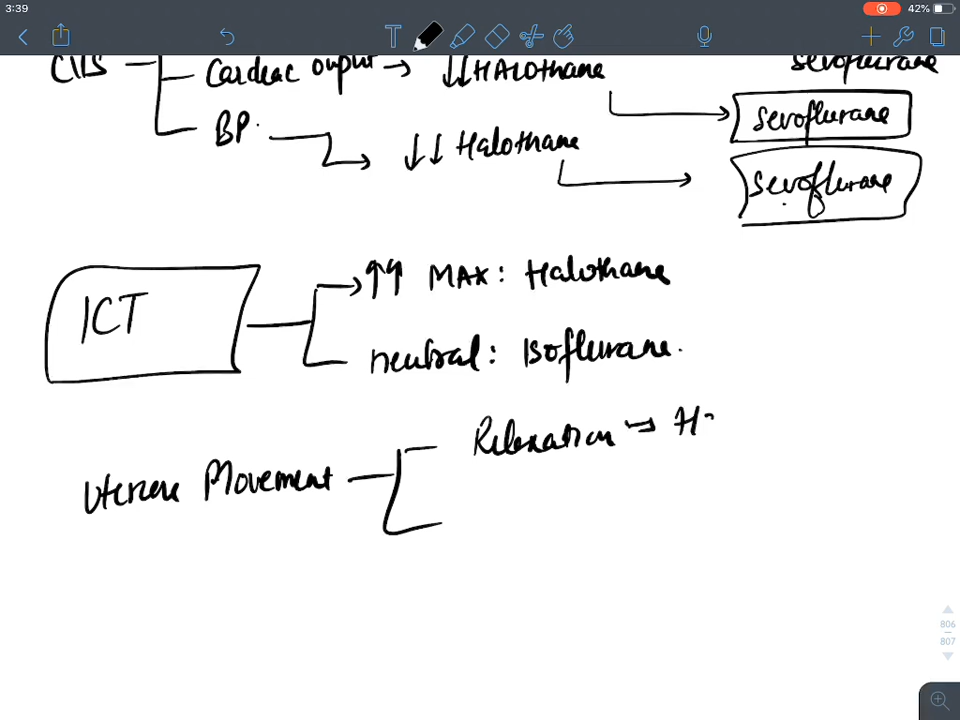 3:39 42%
CVS Cardiac output → ↓↓ HALothane sevoflurane
sevoflurane
BP. → ↓↓ Halothane
sevoflurane
ICT
→ ↑↑ MAX: Halothane
neutral: Isoflurane.
Uterine Movement
Relaxation → H
806
807